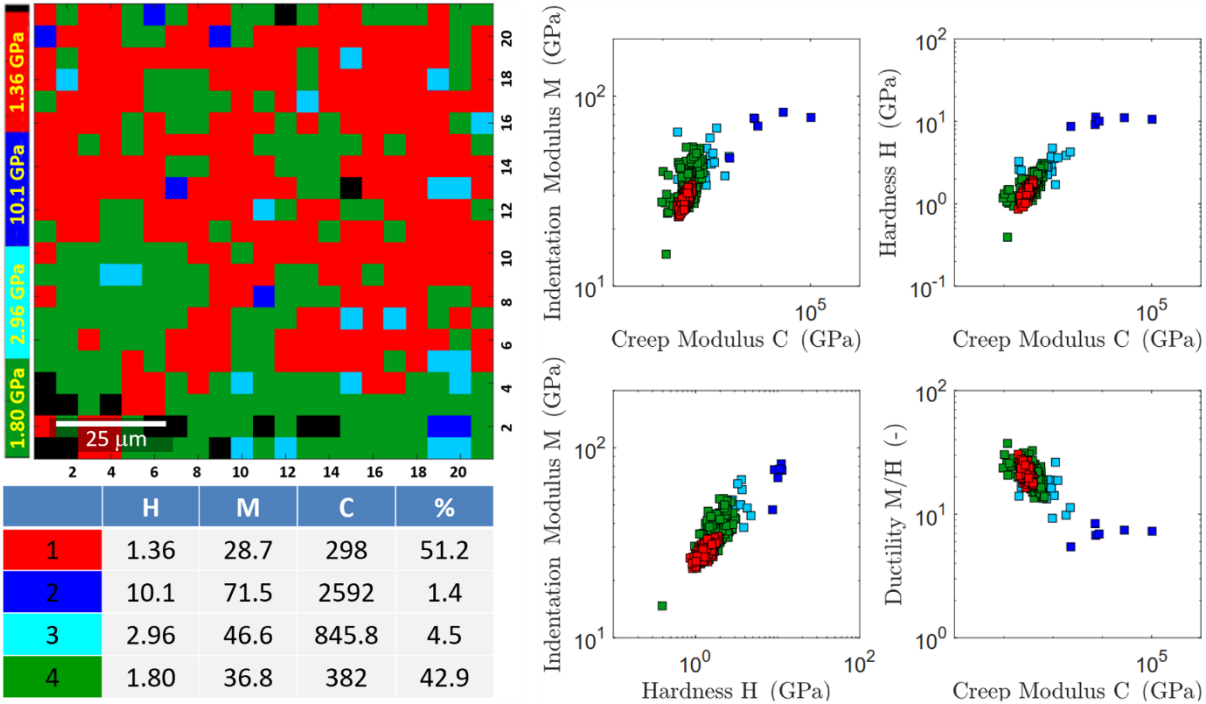 1.36 GPa
10.1 GPa
2.96 GPa
1.80 GPa
20
18
16
14
12
10
8
6
4
2
25 μm
2 4 6 8 10 12 14 16 18 20
H M C %
1 1.36 28.7 298 51.2
2 10.1 71.5 2592 1.4
3 2.96 46.6 845.8 4.5
4 1.80 36.8 382 42.9
Indentation Modulus M (GPa)
10²
10¹
10⁵
Creep Modulus C (GPa)
Hardness H (GPa)
10²
10¹
10⁰
10⁻¹
10⁵
Creep Modulus C (GPa)
Indentation Modulus M (GPa)
10²
10¹
10⁰ 10²
Hardness H (GPa)
Ductility M/H (-)
10²
10¹
10⁰
10⁵
Creep Modulus C (GPa)